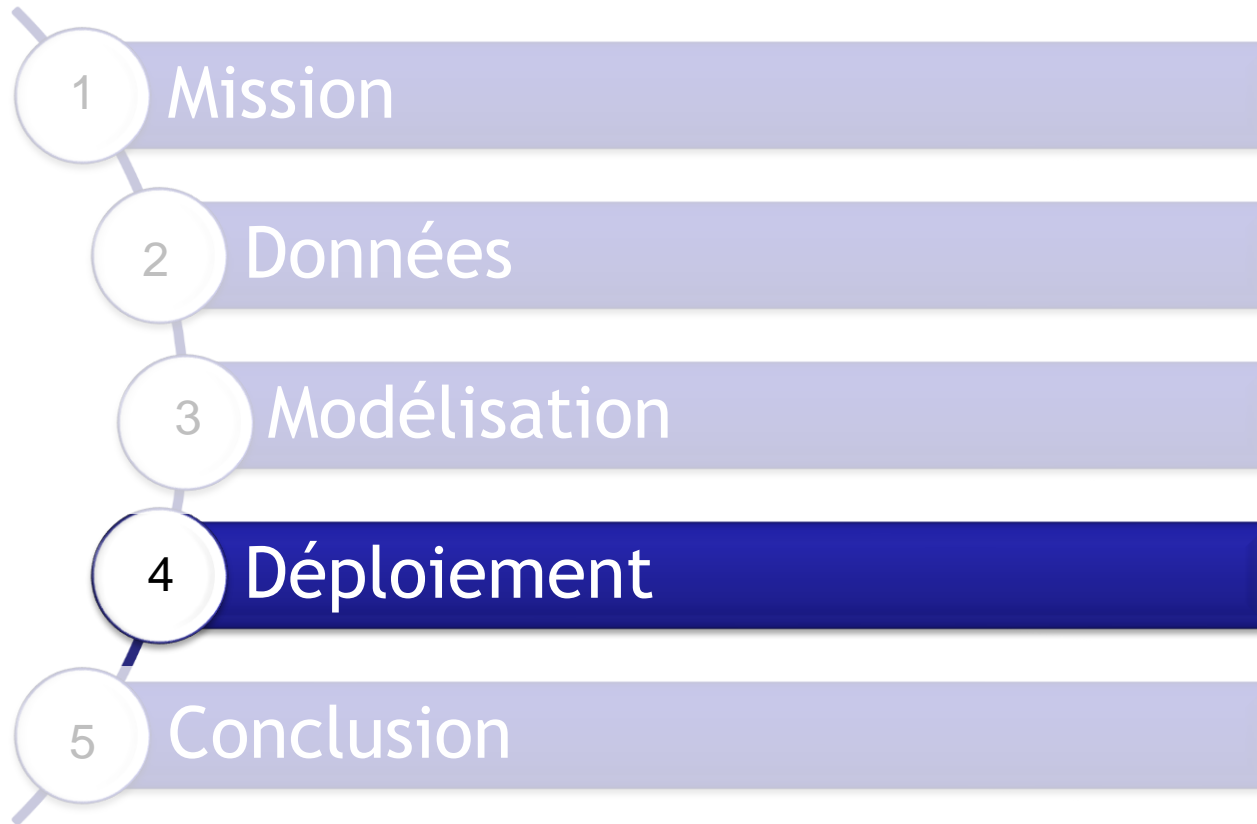 1 Mission
2 Données
3 Modélisation
4 Déploiement
5 Conclusion